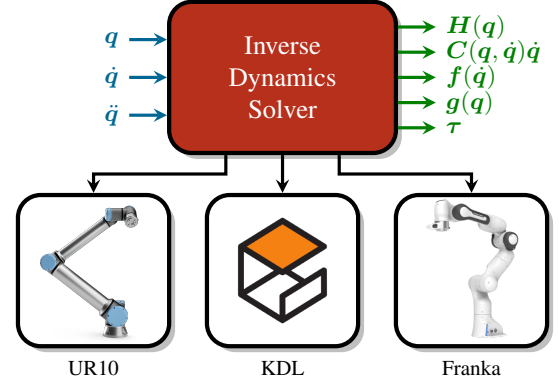 q
q̇
q̈
Inverse
Dynamics
Solver
H(q)
C(q, q̇)q̇
f(q̇)
g(q)
τ
UR10 KDL Franka